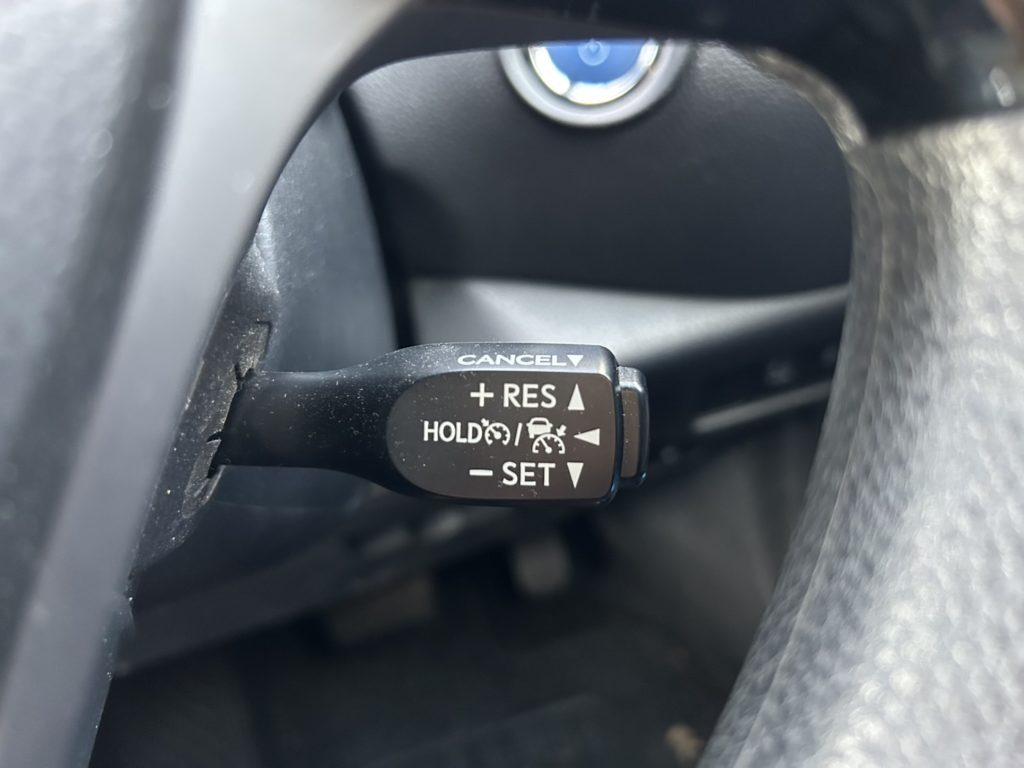 CANCEL▼
+ RES ▲
HOLD / ◀
− SET ▼